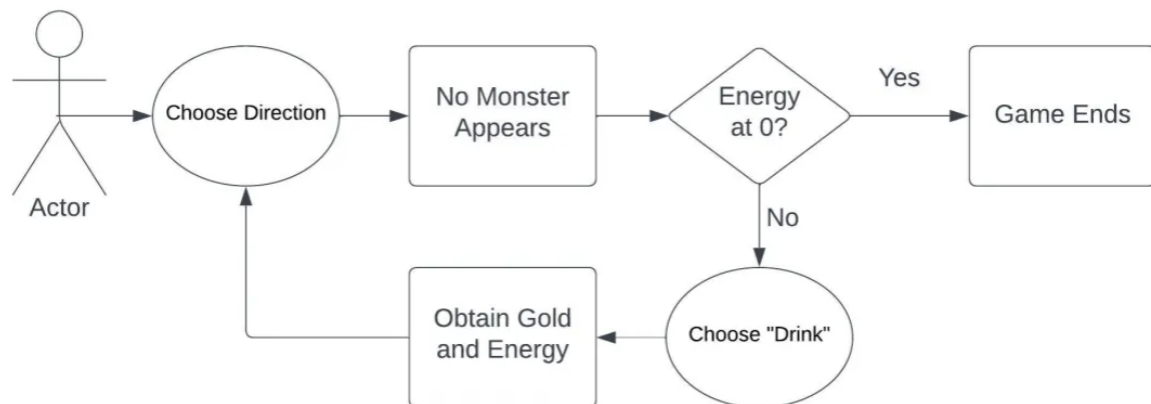 Actor
Choose Direction
No Monster
Appears
Energy
at 0?
Yes
Game Ends
No
Choose "Drink"
Obtain Gold
and Energy